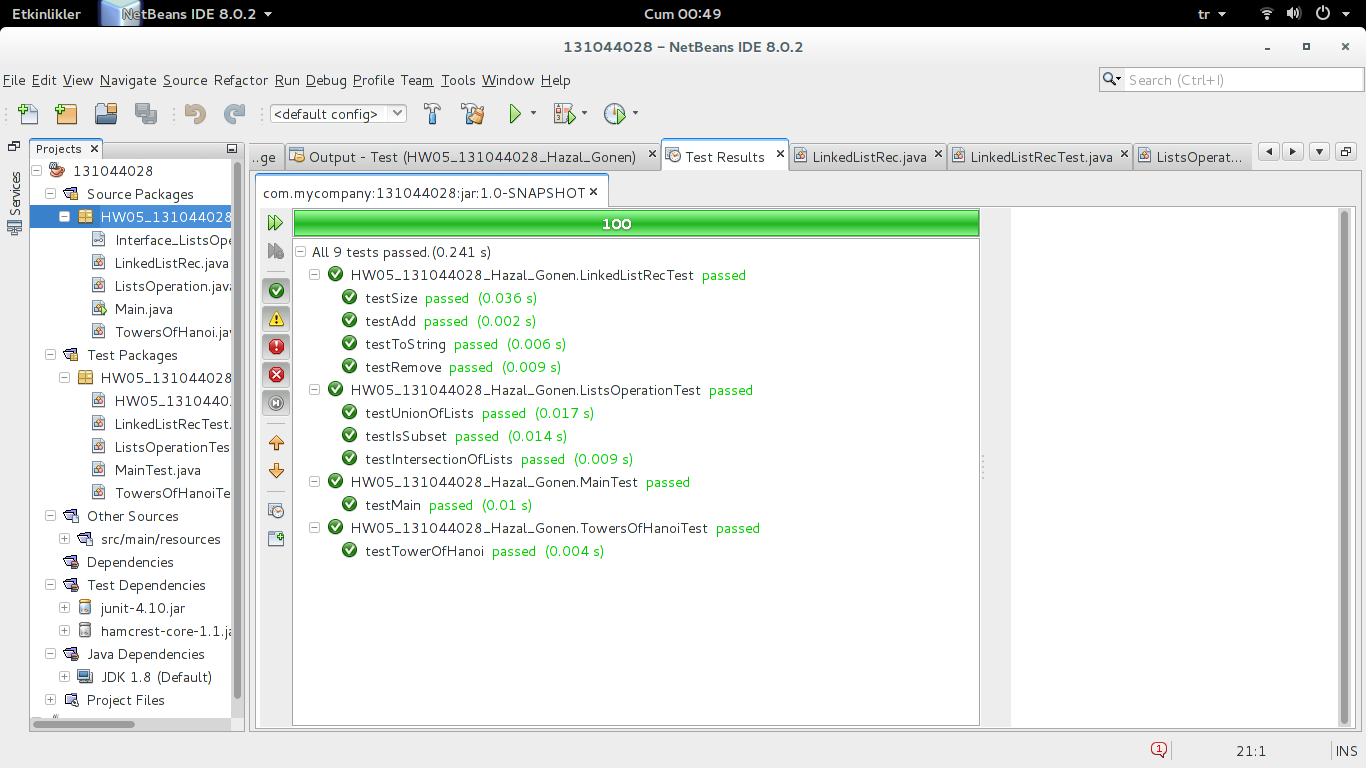 Etkinlikler NetBeans IDE 8.0.2 Cum 00:49 tr
131044028 – NetBeans IDE 8.0.2
File Edit View Navigate Source Refactor Run Debug Profile Team Tools Window Help Search (Ctrl+I)
<default config>
Projects
..ge
Output - Test (HW05_131044028_Hazal_Gonen)
Test Results
LinkedListRec.java
LinkedListRecTest.java
ListsOperat...
Services
131044028
Source Packages
HW05_131044028
Interface_ListsOpe
LinkedListRec.java
ListsOperation.java
Main.java
TowersOfHanoi.jav
Test Packages
HW05_131044028
HW05_13104402
LinkedListRecTest.
ListsOperationTes
MainTest.java
TowersOfHanoiTe
Other Sources
src/main/resources
Dependencies
Test Dependencies
junit-4.10.jar
hamcrest-core-1.1.ja
Java Dependencies
JDK 1.8 (Default)
Project Files
com.mycompany:131044028:jar:1.0-SNAPSHOT
100
All 9 tests passed.(0.241 s)
HW05_131044028_Hazal_Gonen.LinkedListRecTest passed
testSize passed (0.036 s)
testAdd passed (0.002 s)
testToString passed (0.006 s)
testRemove passed (0.009 s)
HW05_131044028_Hazal_Gonen.ListsOperationTest passed
testUnionOfLists passed (0.017 s)
testIsSubset passed (0.014 s)
testIntersectionOfLists passed (0.009 s)
HW05_131044028_Hazal_Gonen.MainTest passed
testMain passed (0.01 s)
HW05_131044028_Hazal_Gonen.TowersOfHanoiTest passed
testTowerOfHanoi passed (0.004 s)
1 21:1 INS